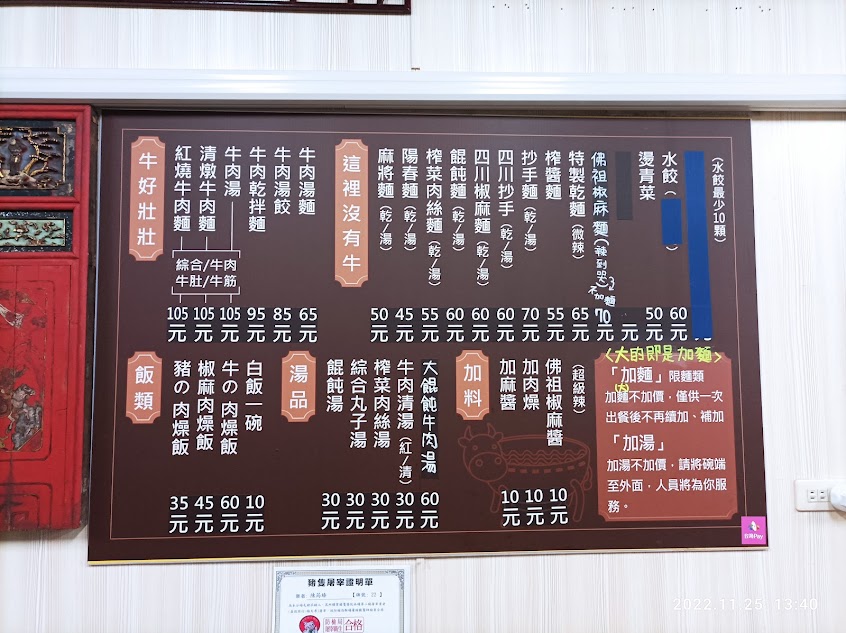 牛好壯壯
紅燒牛肉麵 105元
清燉牛肉麵 105元
牛肉湯 105元
綜合/牛肉
牛肚/牛筋
牛肉乾拌麵 95元
牛肉湯餃 85元
牛肉湯麵 65元
這裡沒有牛
麻將麵(乾/湯) 50元
陽春麵(乾/湯) 45元
榨菜肉絲麵(乾/湯) 55元
餛飩麵(乾/湯) 60元
四川椒麻麵(乾/湯) 60元
四川抄手(乾/湯) 60元
抄手麵(乾/湯) 70元
榨醬麵 55元
特製乾麵(微辣) 65元
佛祖椒麻麵(辣到哭) 不加麵 70元
元
燙青菜 50元
水餃( 60元
(水餃最少10顆)
飯類
豬の肉燥飯 35元
椒麻肉燥飯 45元
牛の肉燥飯 60元
白飯一碗 10元
湯品
餛飩湯 30元
綜合丸子湯 30元
榨菜肉絲湯 30元
牛肉清湯(紅/清) 30元
大餛飩牛肉湯 60元
加料
加麻醬 10元
加肉燥 10元
佛祖椒麻醬(超級辣) 10元
<大的即是加麵>
「加麵」限麵類
加麵不加價,僅供一次
出餐後不再續加、補加
「加湯」
加湯不加價,請將碗端
至外面,人員將為你服
務。
台灣Pay
豬隻屠宰證明單
合格
2022.11.25 13:40